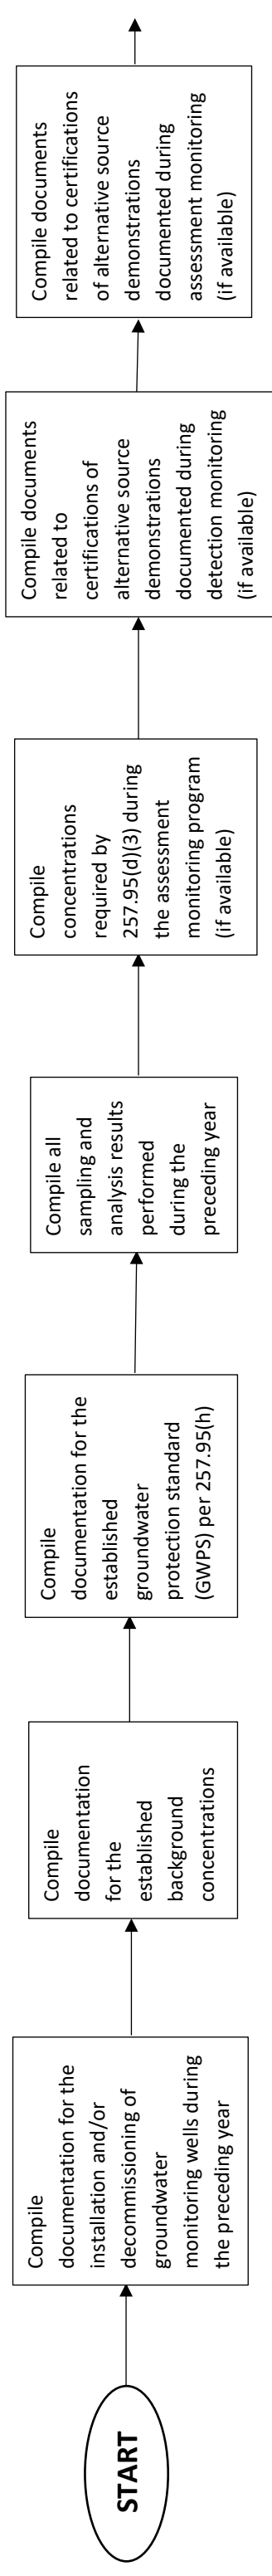 START
Compile
documentation for the
installation and/or
decommissioning of
groundwater
monitoring wells during
the preceding year
Compile
documentation
for the
established
background
concentrations
Compile
documentation for the
established
groundwater
protection standard
(GWPS) per 257.95(h)
Compile all
sampling and
analysis results
performed
during the
preceding year
Compile
concentrations
required by
257.95(d)(3) during
the assessment
monitoring program
(if available)
Compile documents
related to
certifications of
alternative source
demonstrations
documented during
detection monitoring
(if available)
Compile documents
related to certifications
of alternative source
demonstrations
documented during
assessment monitoring
(if available)